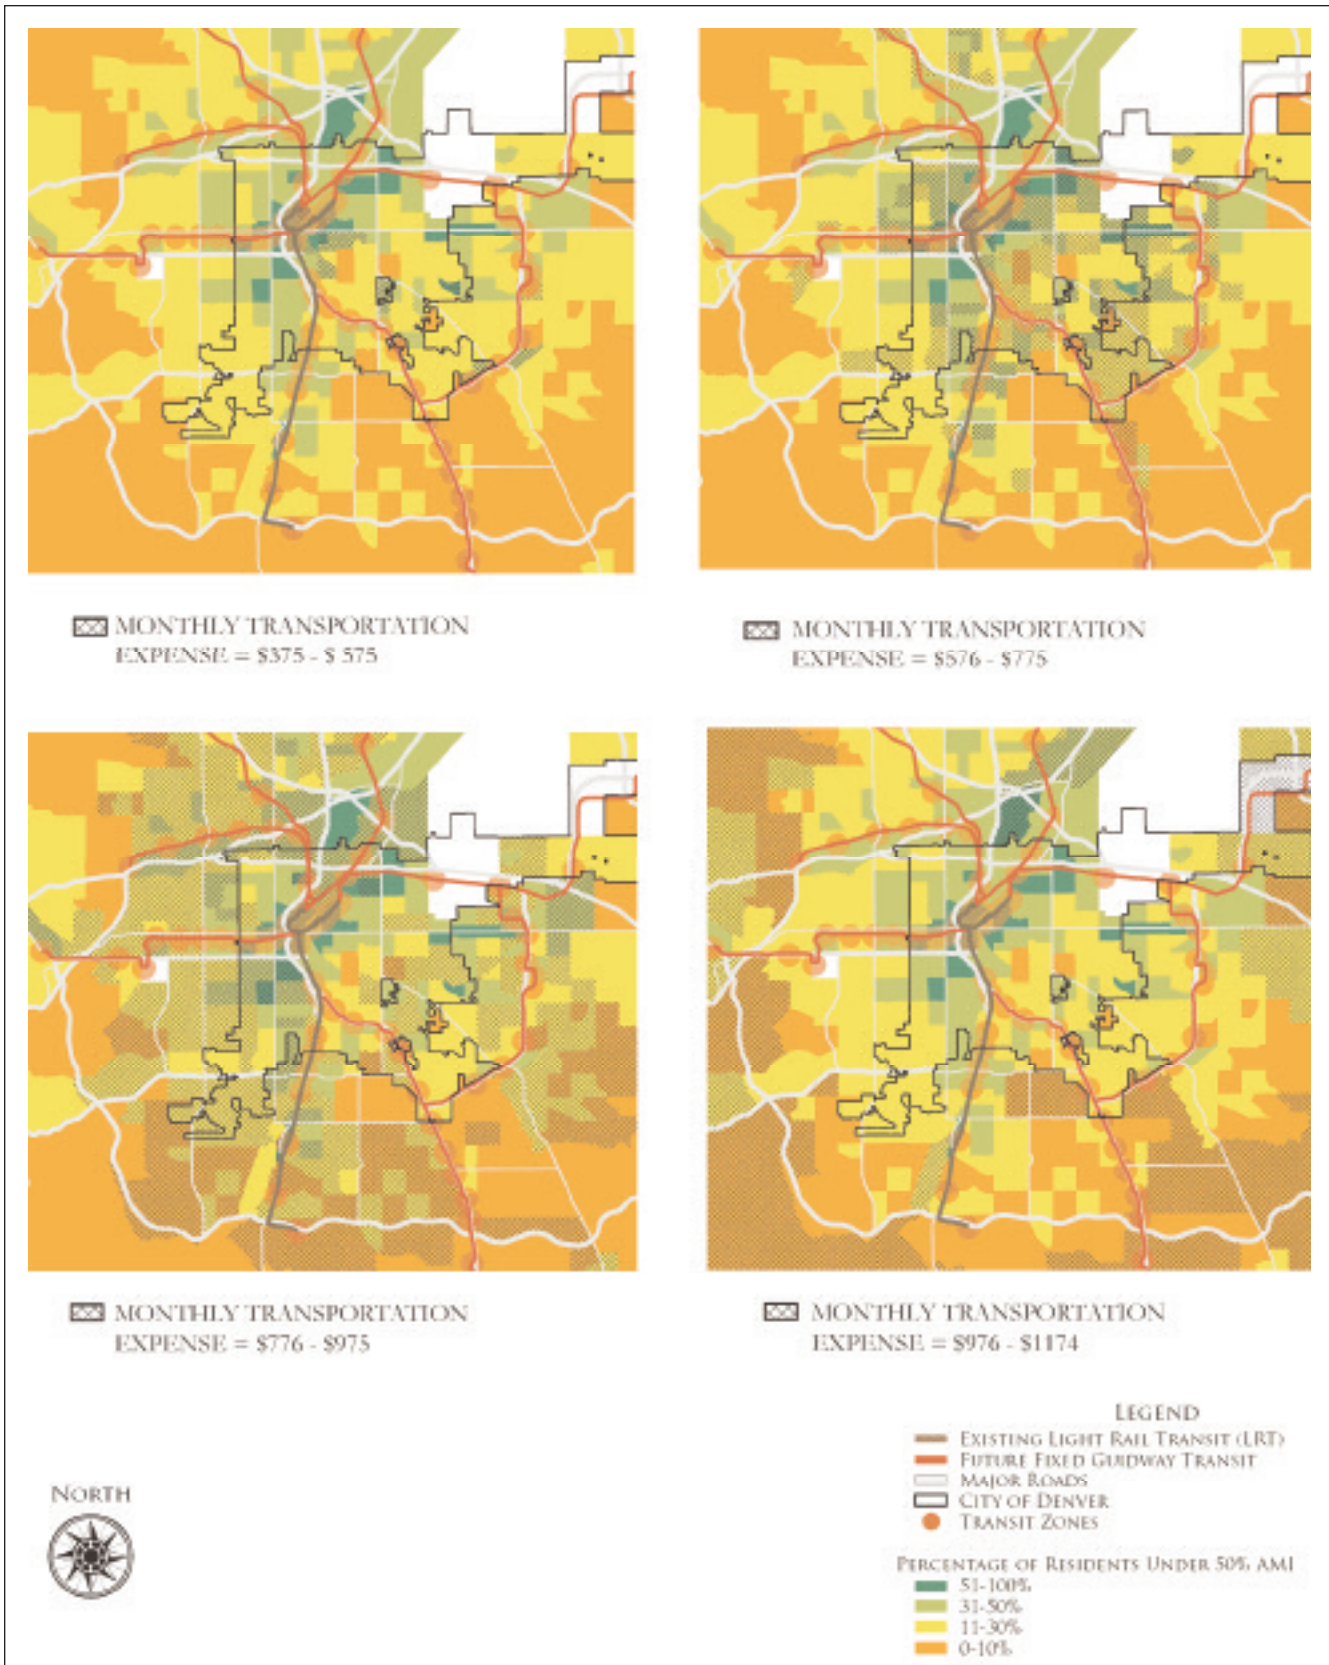 MONTHLY TRANSPORTATION
EXPENSE = $375 - $ 575
MONTHLY TRANSPORTATION
EXPENSE = $576 - $775
MONTHLY TRANSPORTATION
EXPENSE = $776 - $975
MONTHLY TRANSPORTATION
EXPENSE = $976 - $1174
NORTH
LEGEND
EXISTING LIGHT RAIL TRANSIT (LRT)
FUTURE FIXED GUIDWAY TRANSIT
MAJOR ROADS
CITY OF DENVER
TRANSIT ZONES
PERCENTAGE OF RESIDENTS UNDER 50% AMI
51-100%
31-50%
11-30%
0-10%